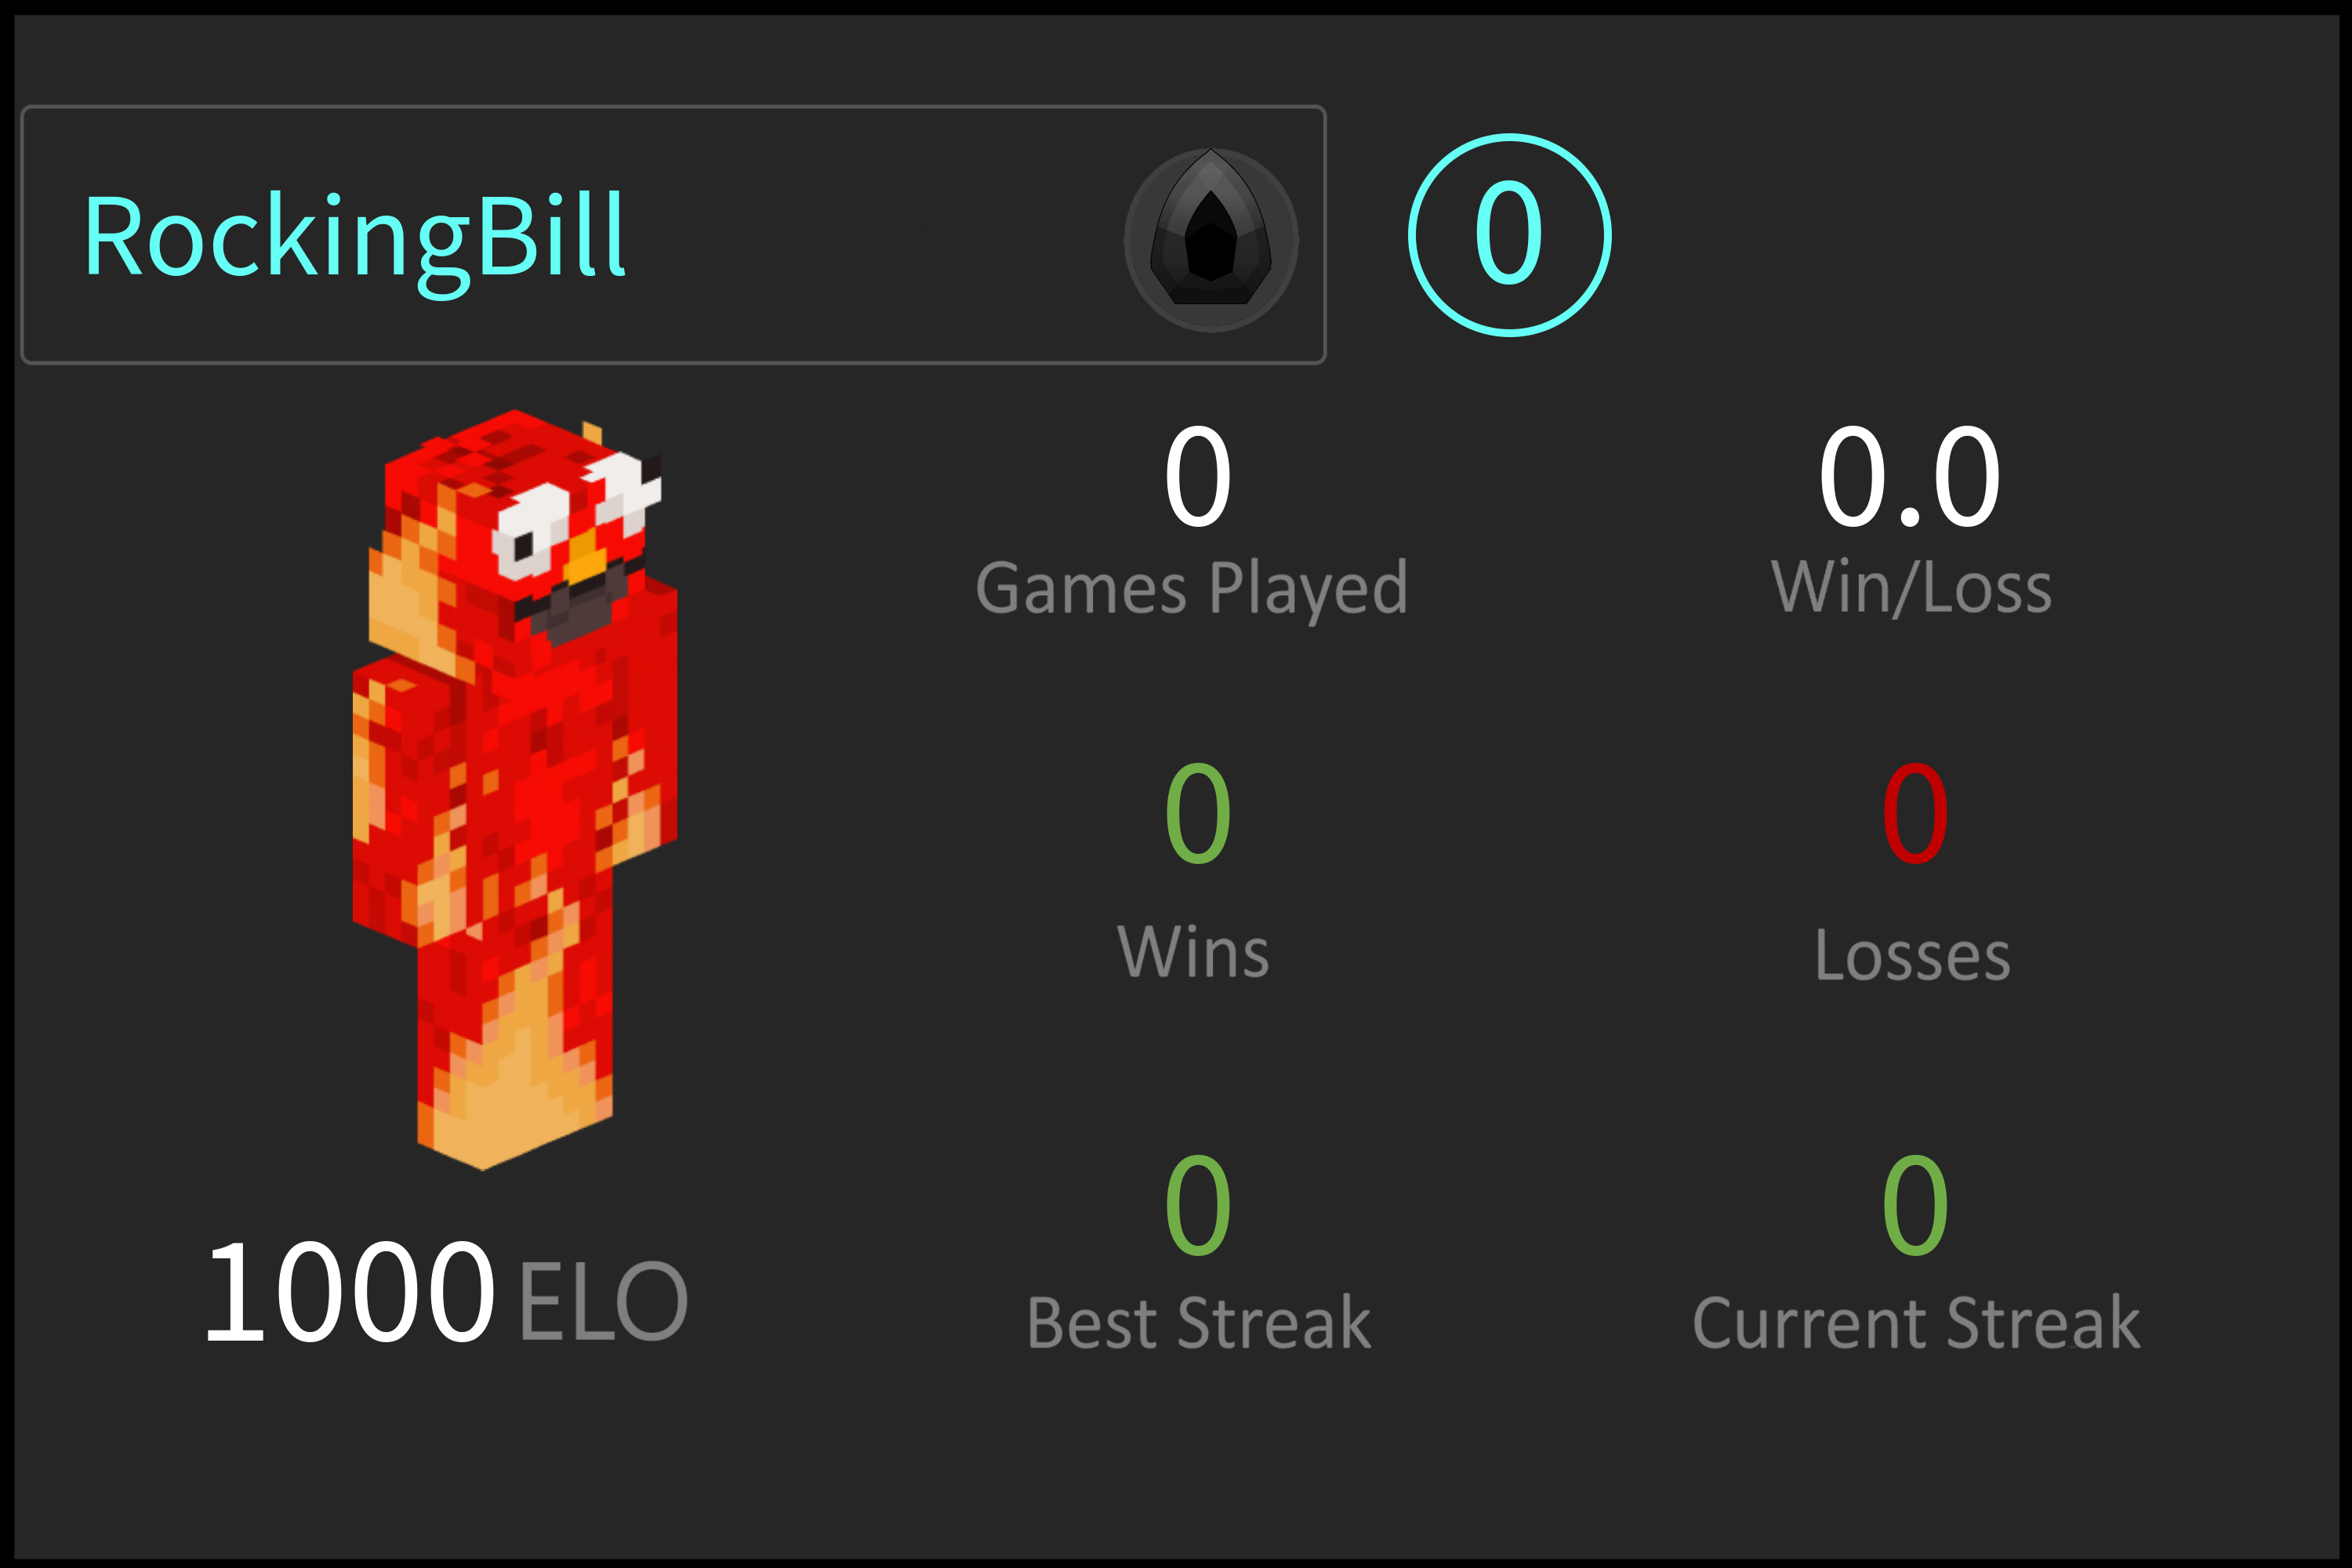 RockingBill
0
0
0.0
Games Played
Win/Loss
0
0
Wins
Losses
0
0
1000 ELO
Best Streak
Current Streak